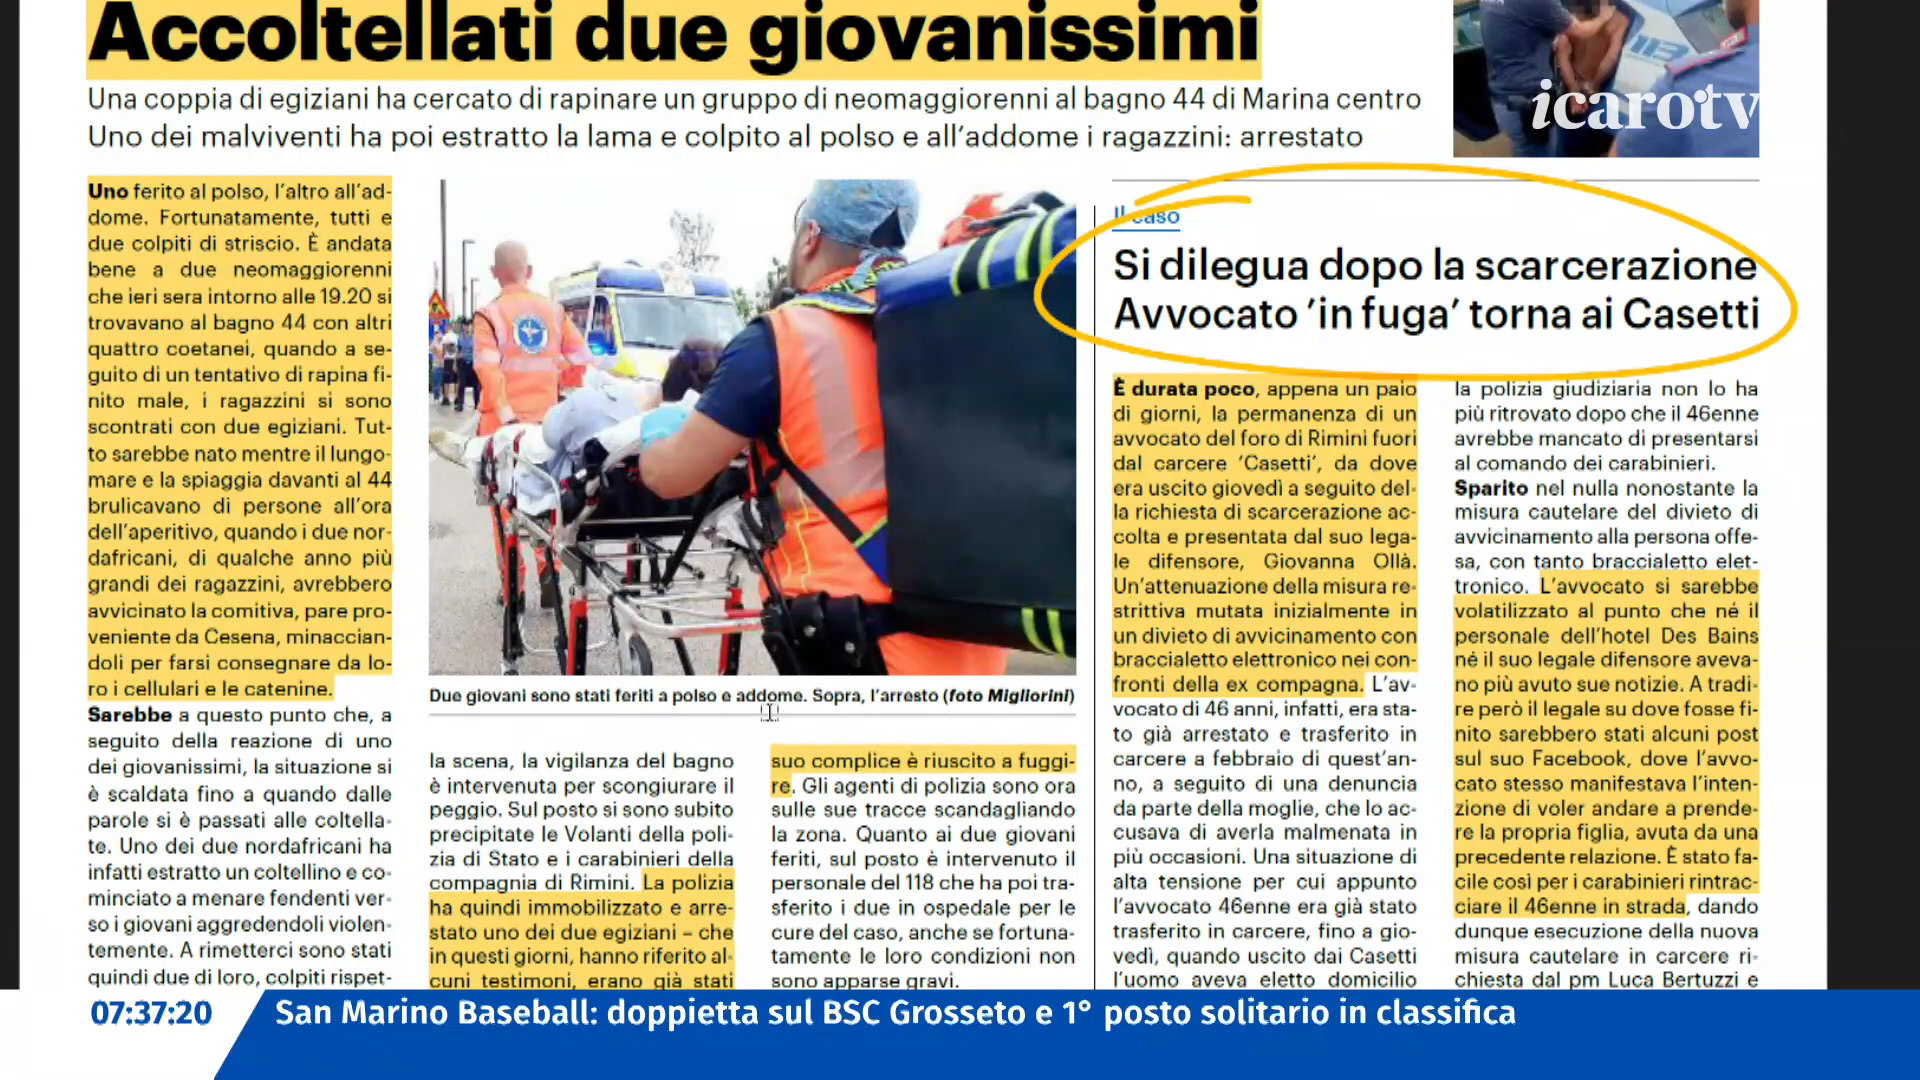 Accoltellati due giovanissimi
Una coppia di egiziani ha cercato di rapinare un gruppo di neomaggiorenni al bagno 44 di Marina centro
Uno dei malviventi ha poi estratto la lama e colpito al polso e all'addome i ragazzini: arrestato
113
icarotv
Uno ferito al polso, l'altro all'ad-
dome. Fortunatamente, tutti e
due colpiti di striscio. È andata
bene a due neomaggiorenni
che ieri sera intorno alle 19.20 si
trovavano al bagno 44 con altri
quattro coetanei, quando a se-
guito di un tentativo di rapina fi-
nito male, i ragazzini si sono
scontrati con due egiziani. Tut-
to sarebbe nato mentre il lungo-
mare e la spiaggia davanti al 44
brulicavano di persone all'ora
dell'aperitivo, quando i due nor-
dafricani, di qualche anno più
grandi dei ragazzini, avrebbero
avvicinato la comitiva, pare pro-
veniente da Cesena, minaccian-
doli per farsi consegnare da lo-
ro i cellulari e le catenine.
Sarebbe a questo punto che, a
seguito della reazione di uno
dei giovanissimi, la situazione si
è scaldata fino a quando dalle
parole si è passati alle coltella-
te. Uno dei due nordafricani ha
infatti estratto un coltellino e co-
minciato a menare fendenti ver-
so i giovani aggredendoli violen-
temente. A rimetterci sono stati
quindi due di loro, colpiti rispet-
Due giovani sono stati feriti a polso e addome. Sopra, l'arresto (foto Migliorini)
la scena, la vigilanza del bagno
è intervenuta per scongiurare il
peggio. Sul posto si sono subito
precipitate le Volanti della poli-
zia di Stato e i carabinieri della
compagnia di Rimini. La polizia
ha quindi immobilizzato e arre-
stato uno dei due egiziani – che
in questi giorni, hanno riferito al-
cuni testimoni, erano già stati
suo complice è riuscito a fuggi-
re. Gli agenti di polizia sono ora
sulle sue tracce scandagliando
la zona. Quanto ai due giovani
feriti, sul posto è intervenuto il
personale del 118 che ha poi tra-
sferito i due in ospedale per le
cure del caso, anche se fortuna-
tamente le loro condizioni non
sono apparse gravi.
Il caso
Si dilegua dopo la scarcerazione
Avvocato 'in fuga' torna ai Casetti
È durata poco, appena un paio
di giorni, la permanenza di un
avvocato del foro di Rimini fuori
dal carcere 'Casetti', da dove
era uscito giovedì a seguito del-
la richiesta di scarcerazione ac-
colta e presentata dal suo lega-
le difensore, Giovanna Ollà.
Un'attenuazione della misura re-
strittiva mutata inizialmente in
un divieto di avvicinamento con
braccialetto elettronico nei con-
fronti della ex compagna. L'av-
vocato di 46 anni, infatti, era sta-
to già arrestato e trasferito in
carcere a febbraio di quest'an-
no, a seguito di una denuncia
da parte della moglie, che lo ac-
cusava di averla malmenata in
più occasioni. Una situazione di
alta tensione per cui appunto
l'avvocato 46enne era già stato
trasferito in carcere, fino a gio-
vedì, quando uscito dai Casetti
l'uomo aveva eletto domicilio
la polizia giudiziaria non lo ha
più ritrovato dopo che il 46enne
avrebbe mancato di presentarsi
al comando dei carabinieri.
Sparito nel nulla nonostante la
misura cautelare del divieto di
avvicinamento alla persona offe-
sa, con tanto braccialetto elet-
tronico. L'avvocato si sarebbe
volatilizzato al punto che né il
personale dell'hotel Des Bains
né il suo legale difensore aveva-
no più avuto sue notizie. A tradi-
re però il legale su dove fosse fi-
nito sarebbero stati alcuni post
sul suo Facebook, dove l'avvo-
cato stesso manifestava l'inten-
zione di voler andare a prende-
re la propria figlia, avuta da una
precedente relazione. È stato fa-
cile così per i carabinieri rintrac-
ciare il 46enne in strada, dando
dunque esecuzione della nuova
misura cautelare in carcere ri-
chiesta dal pm Luca Bertuzzi e
07:37:20
San Marino Baseball: doppietta sul BSC Grosseto e 1° posto solitario in classifica